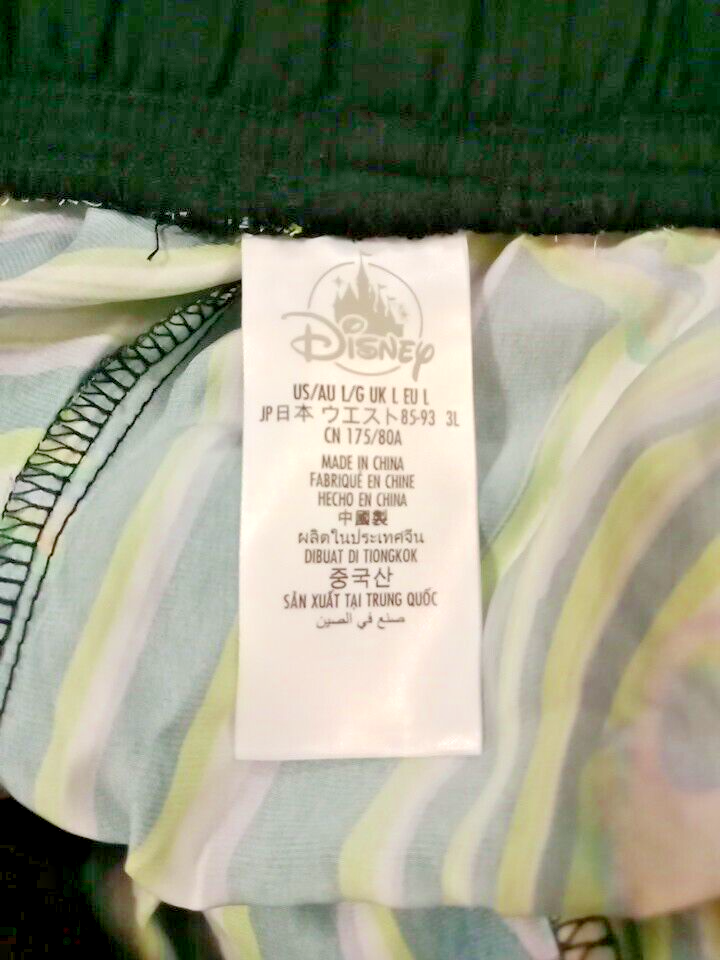 Disney
US/AU L/G UK L EU L
JP日本 ウエスト85-93 3L
CN 175/80A
MADE IN CHINA
FABRIQUÉ EN CHINE
HECHO EN CHINA
中國製
ผลิตในประเทศจีน
DIBUAT DI TIONGKOK
중국산
SẢN XUẤT TẠI TRUNG QUỐC
صنع في الصين